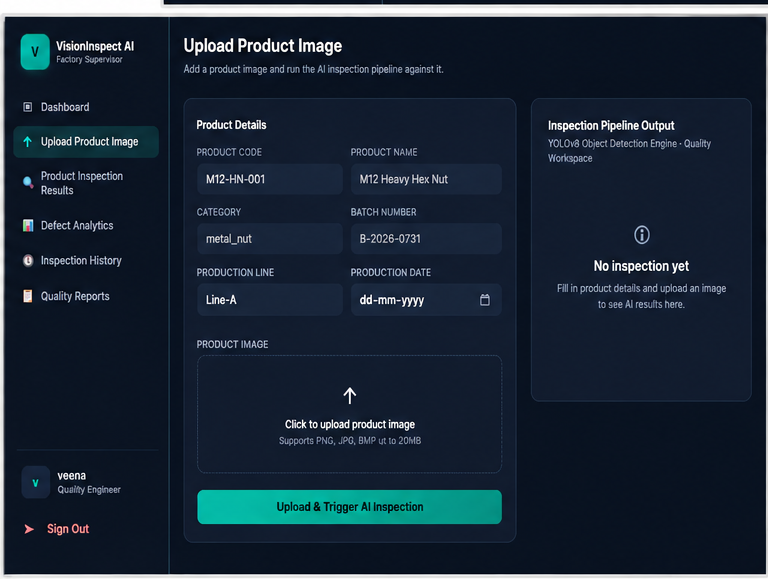 V
VisionInspect AI
Factory Supervisor
Dashboard
Upload Product Image
Product Inspection
Results
Defect Analytics
Inspection History
Quality Reports
v
veena
Quality Engineer
Sign Out
Upload Product Image
Add a product image and run the AI inspection pipeline against it.
Product Details
PRODUCT CODE
PRODUCT NAME
M12-HN-001
M12 Heavy Hex Nut
CATEGORY
BATCH NUMBER
metal_nut
B-2026-0731
PRODUCTION LINE
PRODUCTION DATE
Line-A
dd-mm-yyyy
PRODUCT IMAGE
Click to upload product image
Supports PNG, JPG, BMP ut to 20MB
Upload & Trigger AI Inspection
Inspection Pipeline Output
YOLOv8 Object Detection Engine · Quality
Workspace
No inspection yet
Fill in product details and upload an image
to see AI results here.